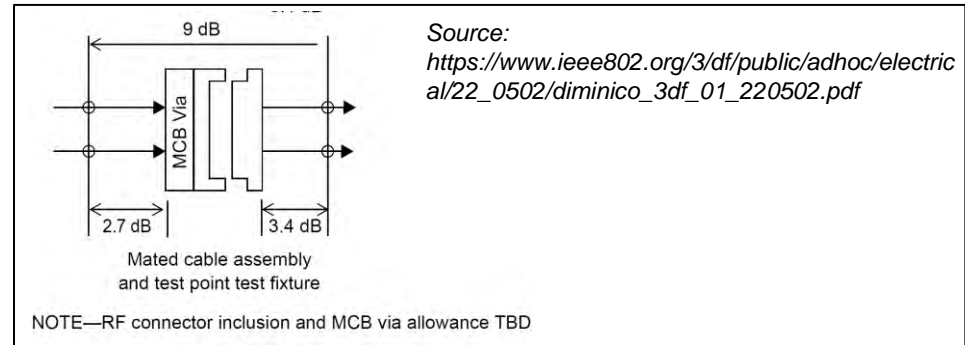 9 dB
Source:
https://www.ieee802.org/3/df/public/adhoc/electric
al/22_0502/diminico_3df_01_220502.pdf
MCB Via
2.7 dB
3.4 dB
Mated cable assembly
and test point test fixture
NOTE—RF connector inclusion and MCB via allowance TBD